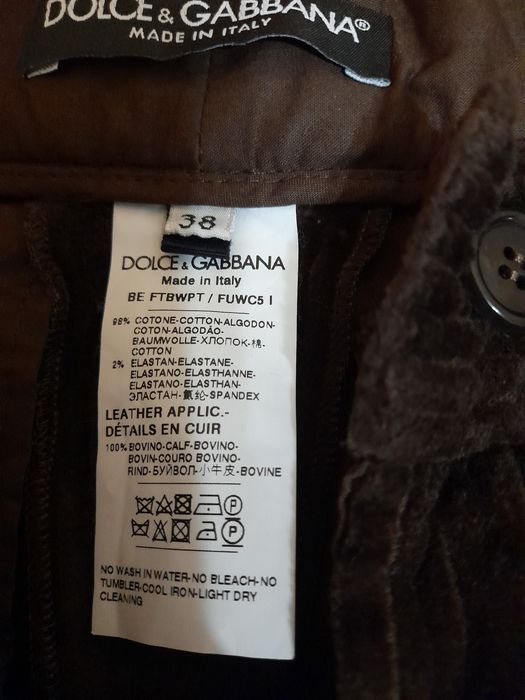 DOLCE & GABBANA®
MADE IN ITALY
38
DOLCE & GABBANA
Made in Italy
BE FTBWPT / FUWC5 I
98% COTONE-COTTON-ALGODON-
COTON-ALGODÃO-
BAUMWOLLE-ХЛОПОК-棉-
COTTON
2% ELASTAN-ELASTANE-
ELASTANO-ELASTHANNE-
ELASTANO-ELASTHAN-
ЭЛАСТАН-氨纶-SPANDEX
LEATHER APPLIC.-
DÉTAILS EN CUIR
100% BOVINO-CALF-BOVINO-
BOVIN-COURO BOVINO-
RIND-БУЙВОЛ-小牛皮-BOVINE
P
P
NO WASH IN WATER-NO BLEACH-NO
TUMBLER-COOL IRON-LIGHT DRY
CLEANING